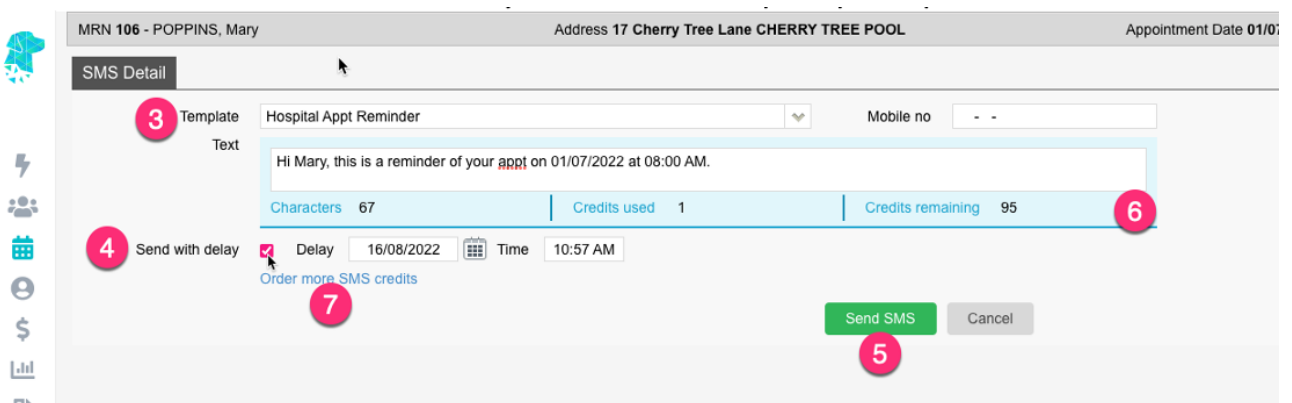 MRN 106 - POPPINS, Mary Address 17 Cherry Tree Lane CHERRY TREE POOL Appointment Date 01/07
SMS Detail
3 Template Hospital Appt Reminder Mobile no - -
Text
Hi Mary, this is a reminder of your appt on 01/07/2022 at 08:00 AM.
Characters 67 Credits used 1 Credits remaining 95 6
4 Send with delay Delay 16/08/2022 Time 10:57 AM
Order more SMS credits
7
Send SMS Cancel
5